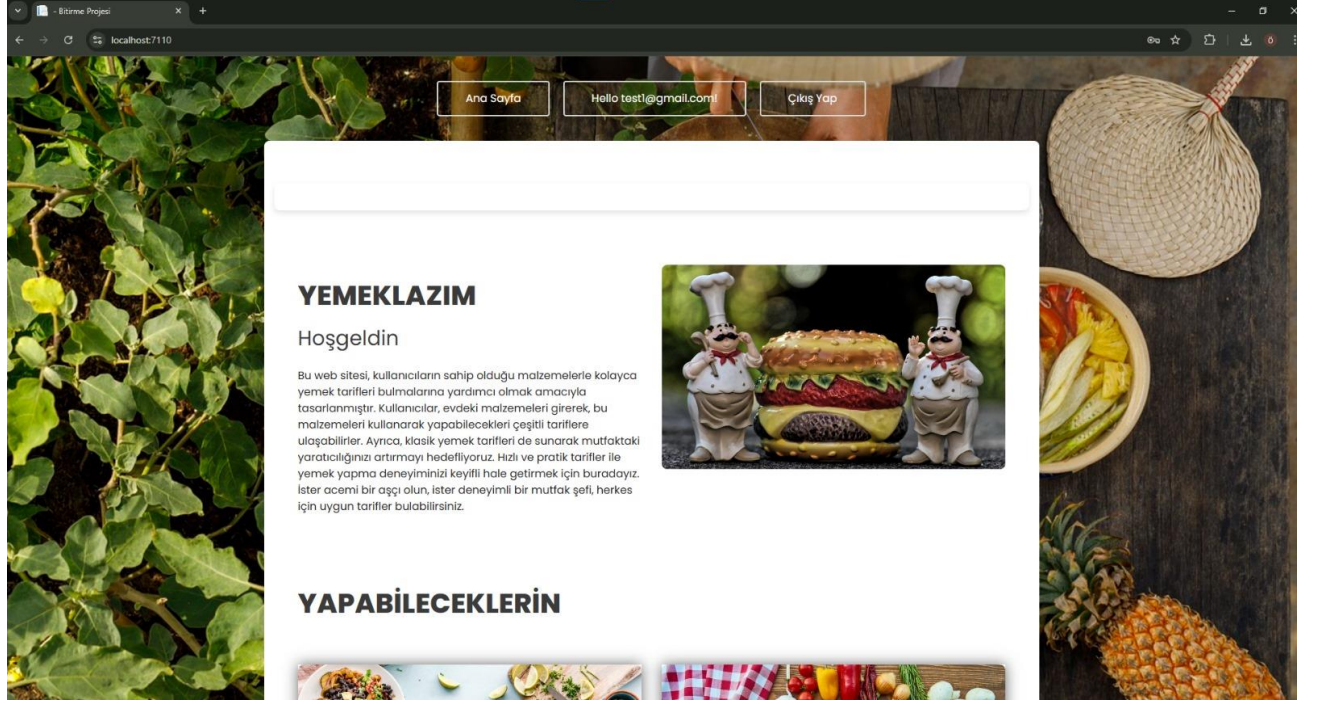 - Bitirme Projesi
localhost:7110
Ana Sayfa
Hello test1@gmail.com!
Çıkış Yap
YEMEKLAZIM
Hoşgeldin
Bu web sitesi, kullanıcıların sahip olduğu malzemelerle kolayca
yemek tarifleri bulmalarına yardımcı olmak amacıyla
tasarlanmıştır. Kullanıcılar, evdeki malzemeleri girerek, bu
malzemeleri kullanarak yapabilecekleri çeşitli tariflere
ulaşabilirler. Ayrıca, klasik yemek tarifleri de sunarak mutfaktaki
yaratıcılığınızı artırmayı hedefliyoruz. Hızlı ve pratik tarifler ile
yemek yapma deneyiminizi keyifli hale getirmek için buradayız.
İster acemi bir aşçı olun, ister deneyimli bir mutfak şefi, herkes
için uygun tarifler bulabilirsiniz.
YAPABİLECEKLERİN